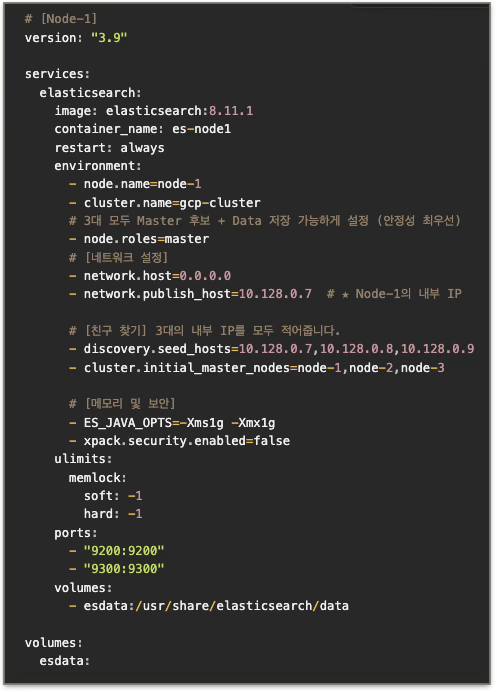 # [Node-1]
version: "3.9"

services:
  elasticsearch:
    image: elasticsearch:8.11.1
    container_name: es-node1
    restart: always
    environment:
      - node.name=node-1
      - cluster.name=gcp-cluster
      # 3대 모두 Master 후보 + Data 저장 가능하게 설정 (안정성 최우선)
      - node.roles=master
      # [네트워크 설정]
      - network.host=0.0.0.0
      - network.publish_host=10.128.0.7  # ★ Node-1의 내부 IP

      # [친구 찾기] 3대의 내부 IP를 모두 적어줍니다.
      - discovery.seed_hosts=10.128.0.7,10.128.0.8,10.128.0.9
      - cluster.initial_master_nodes=node-1,node-2,node-3

      # [메모리 및 보안]
      - ES_JAVA_OPTS=-Xms1g -Xmx1g
      - xpack.security.enabled=false
    ulimits:
      memlock:
        soft: -1
        hard: -1
    ports:
      - "9200:9200"
      - "9300:9300"
    volumes:
      - esdata:/usr/share/elasticsearch/data

volumes:
  esdata: